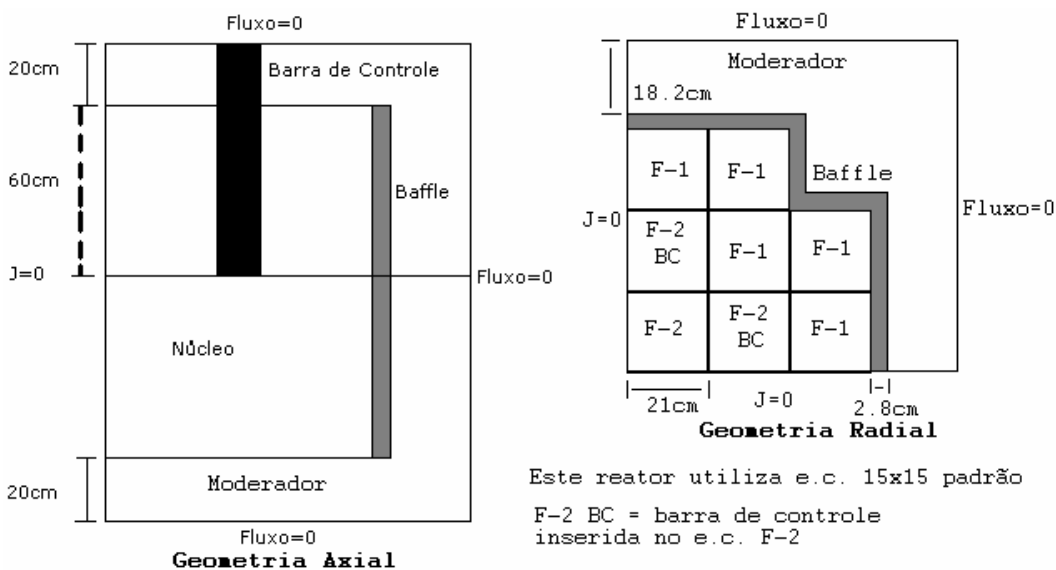 Fluxo=0
20cm
Barra de Controle
60cm
Baffle
J=0
Fluxo=0
Núcleo
Moderador
20cm
Fluxo=0
Geometria Axial
Fluxo=0
Moderador
18.2cm
F-1
F-1
Baffle
Fluxo=0
J=0
F-2
BC
F-1
F-1
F-2
F-2
BC
F-1
21cm
J=0
2.8cm
Geometria Radial
Este reator utiliza e.c. 15x15 padrão
F-2 BC = barra de controle
inserida no e.c. F-2